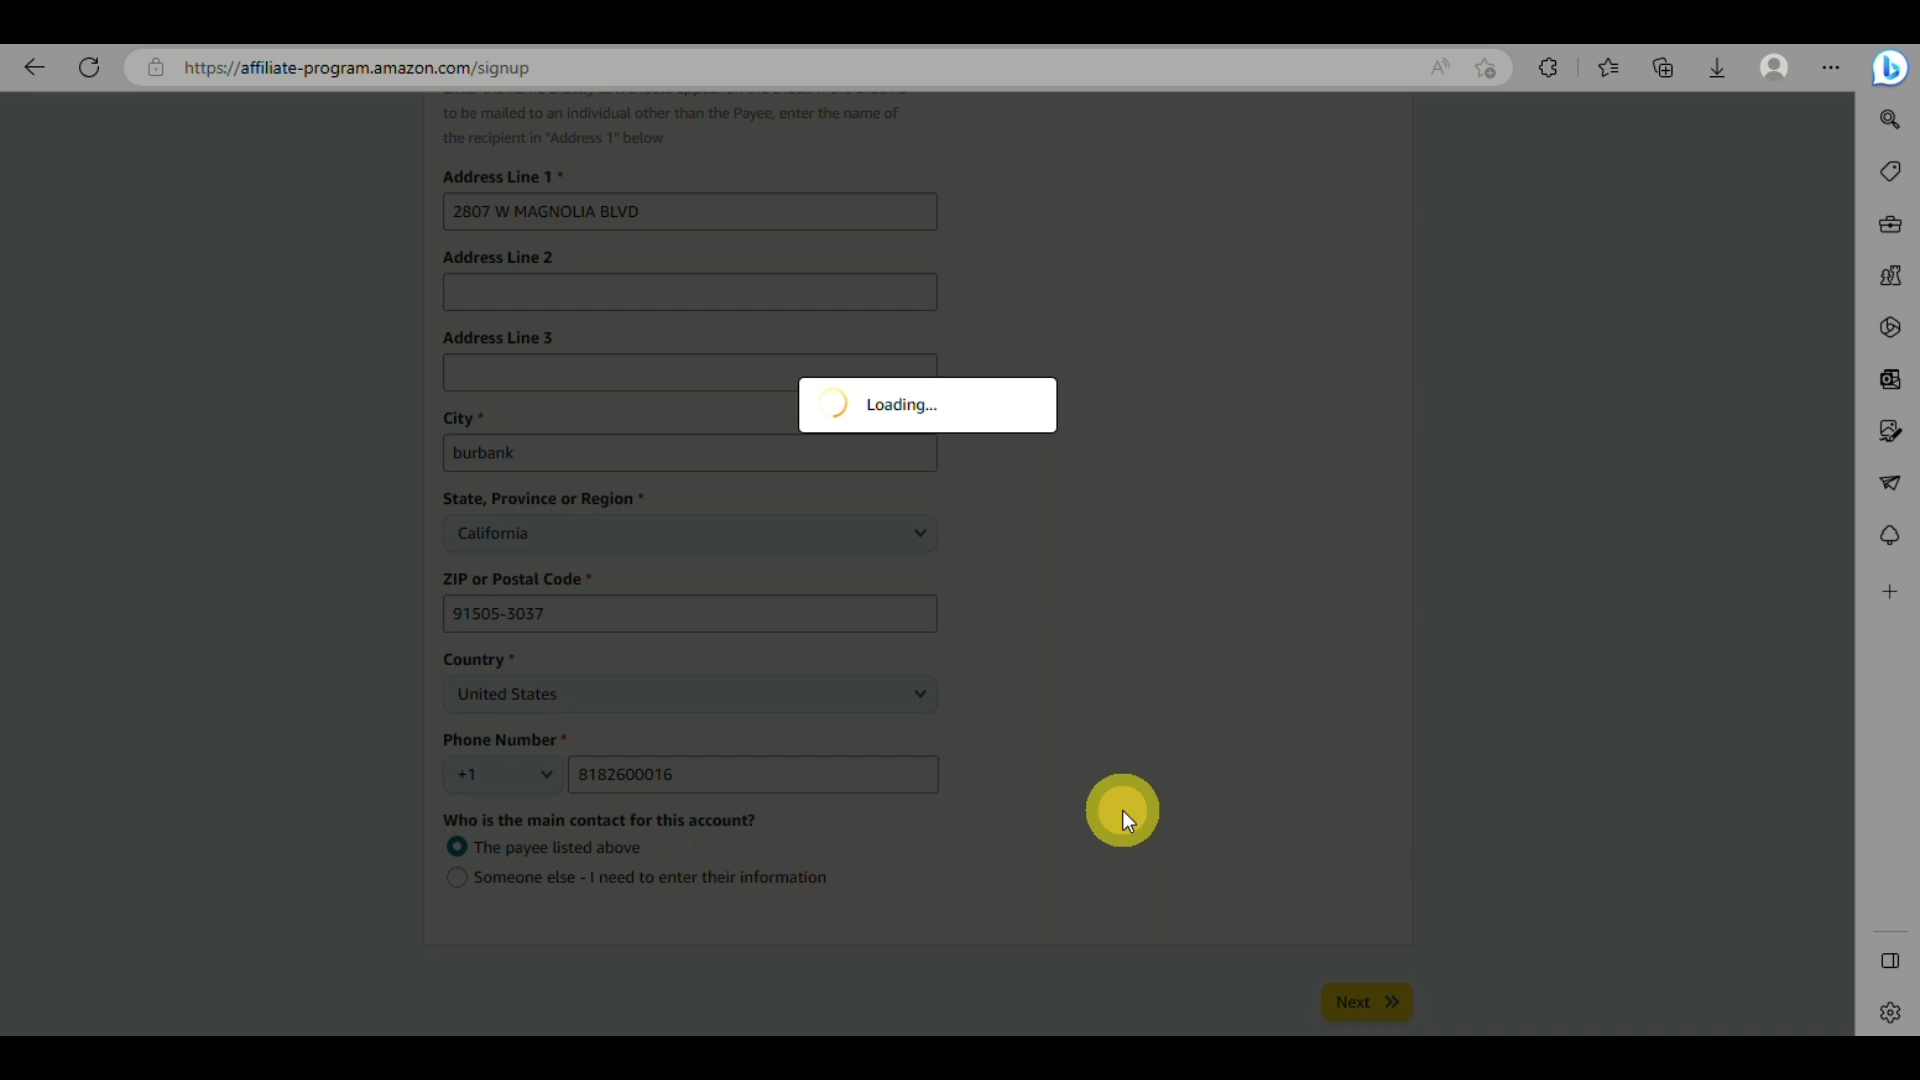 https://affiliate-program.amazon.com/signup
to be mailed to an individual other than the Payee, enter the name of
the recipient in "Address 1" below
Address Line 1 *
2807 W MAGNOLIA BLVD
Address Line 2
Address Line 3
Loading...
City *
burbank
State, Province or Region *
California
ZIP or Postal Code *
91505-3037
Country *
United States
Phone Number *
+1 8182600016
Who is the main contact for this account?
The payee listed above
Someone else - I need to enter their information
Next